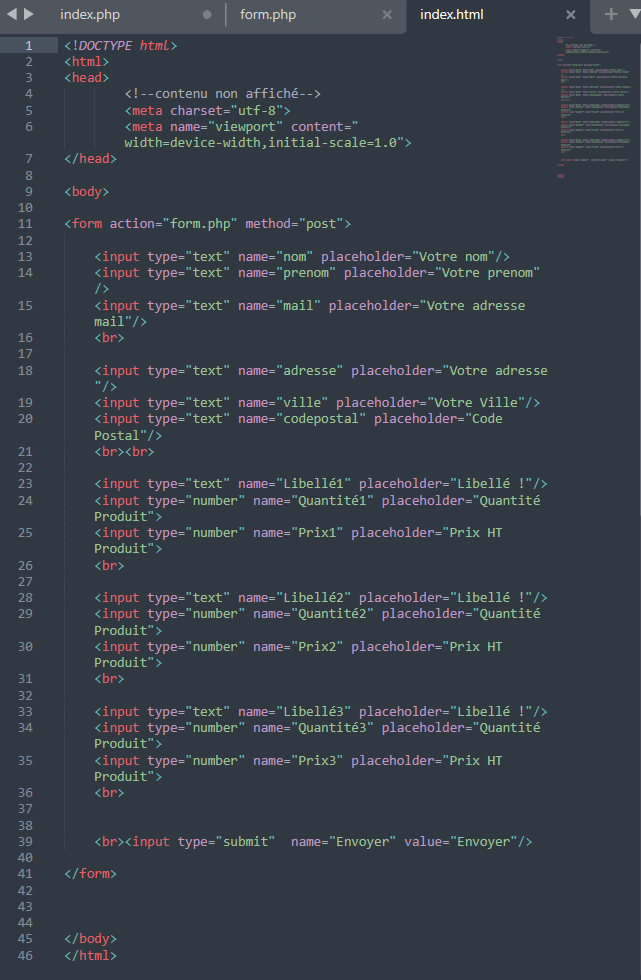 index.php form.php index.html
1 <!DOCTYPE html>
2 <html>
3 <head>
4 <!--contenu non affiché-->
5 <meta charset="utf-8">
6 <meta name="viewport" content="
width=device-width,initial-scale=1.0">
7 </head>
8
9 <body>
10
11 <form action="form.php" method="post">
12
13 <input type="text" name="nom" placeholder="Votre nom"/>
14 <input type="text" name="prenom" placeholder="Votre prenom"
/>
15 <input type="text" name="mail" placeholder="Votre adresse
mail"/>
16 <br>
17
18 <input type="text" name="adresse" placeholder="Votre adresse
"/>
19 <input type="text" name="ville" placeholder="Votre Ville"/>
20 <input type="text" name="codepostal" placeholder="Code
Postal"/>
21 <br><br>
22
23 <input type="text" name="Libellé1" placeholder="Libellé !"/>
24 <input type="number" name="Quantité1" placeholder="Quantité
Produit">
25 <input type="number" name="Prix1" placeholder="Prix HT
Produit">
26 <br>
27
28 <input type="text" name="Libellé2" placeholder="Libellé !"/>
29 <input type="number" name="Quantité2" placeholder="Quantité
Produit">
30 <input type="number" name="Prix2" placeholder="Prix HT
Produit">
31 <br>
32
33 <input type="text" name="Libellé3" placeholder="Libellé !"/>
34 <input type="number" name="Quantité3" placeholder="Quantité
Produit">
35 <input type="number" name="Prix3" placeholder="Prix HT
Produit">
36 <br>
37
38
39 <br><input type="submit"  name="Envoyer" value="Envoyer"/>
40
41 </form>
42
43
44
45 </body>
46 </html>